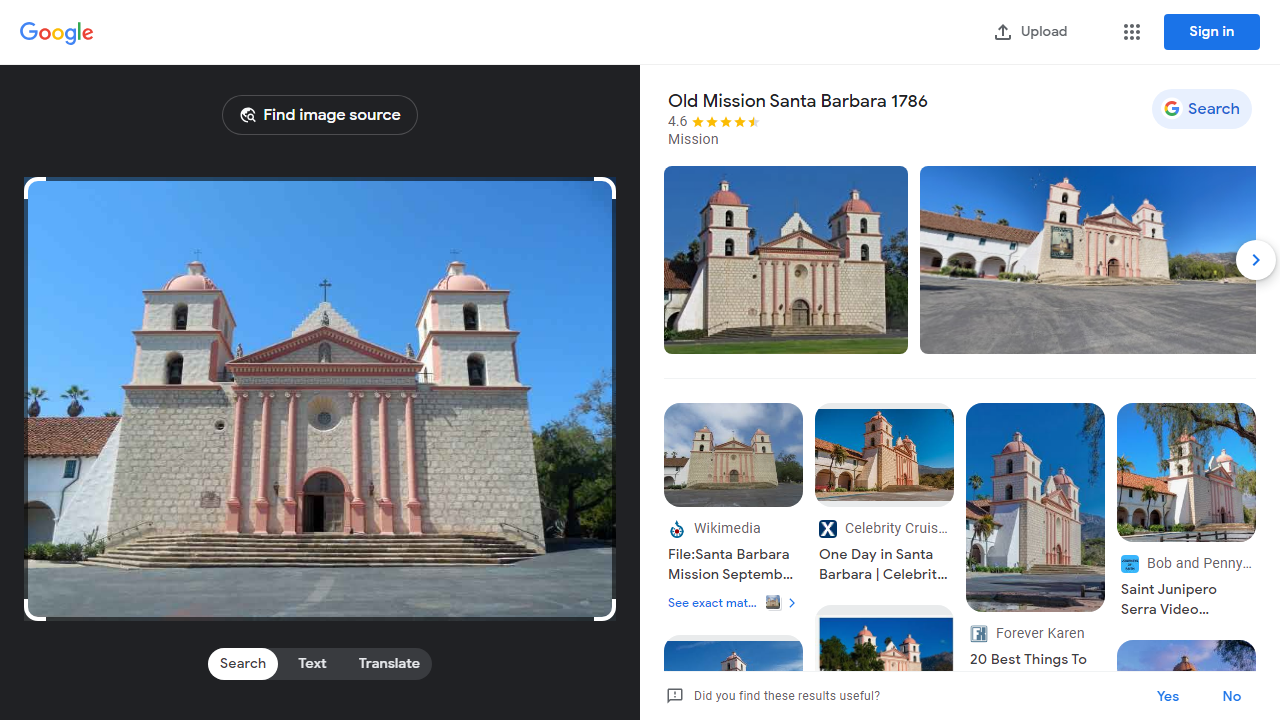 Google
Upload
Sign in
Find image source
Search
Text
Translate
Old Mission Santa Barbara 1786
4.6
Mission
Search
Wikimedia
File:Santa Barbara
Mission Septemb...
See exact mat...
Celebrity Cruis...
One Day in Santa
Barbara | Celebrit...
Forever Karen
20 Best Things To
Bob and Penny...
Saint Junipero
Serra Video...
Did you find these results useful?
Yes
No